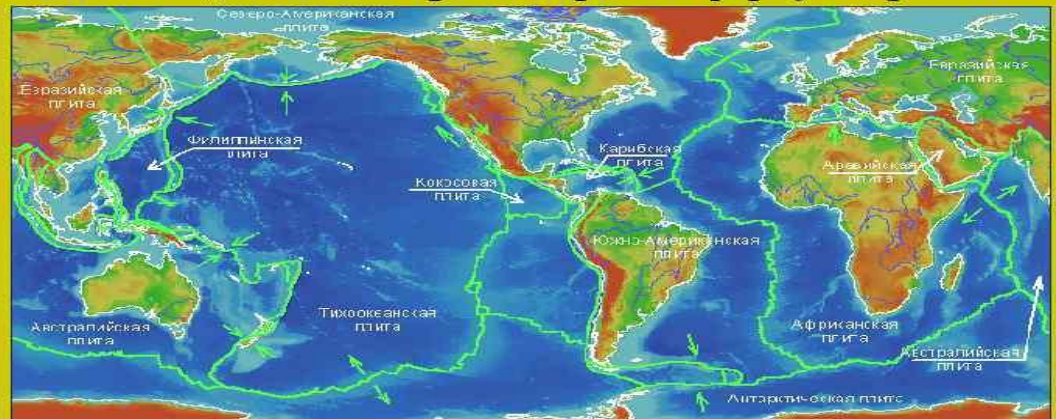 Северо-Американская
плита
Евразийская
плита
Евразийская
плита
Филиппинская
плита
Карибская
плита
Аравийская
плита
Кокосовая
плита
Южно-Американская
плита
Тихоокеанская
плита
Австралийская
плита
Африканская
плита
Австралийская
плита
Антарктическая плита